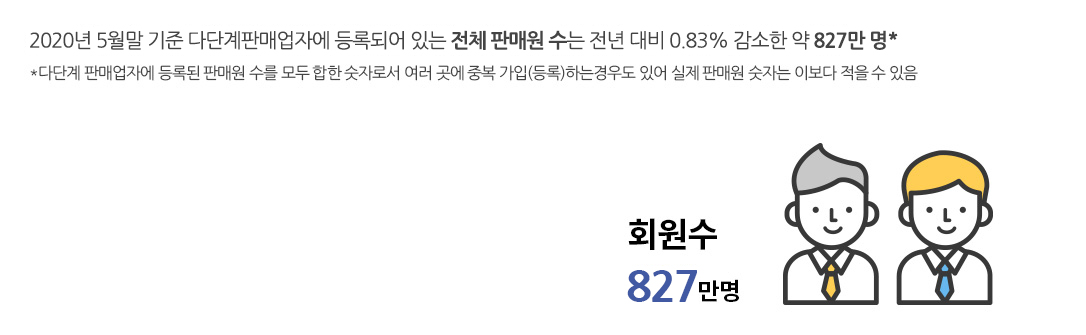 2020년 5월말 기준 다단계판매업자에 등록되어 있는 전체 판매원 수는 전년 대비 0.83% 감소한 약 827만 명*
*다단계 판매업자에 등록된 판매원 수를 모두 합한 숫자로서 여러 곳에 중복 가입(등록)하는경우도 있어 실제 판매원 숫자는 이보다 적을 수 있음
회원수
827만명